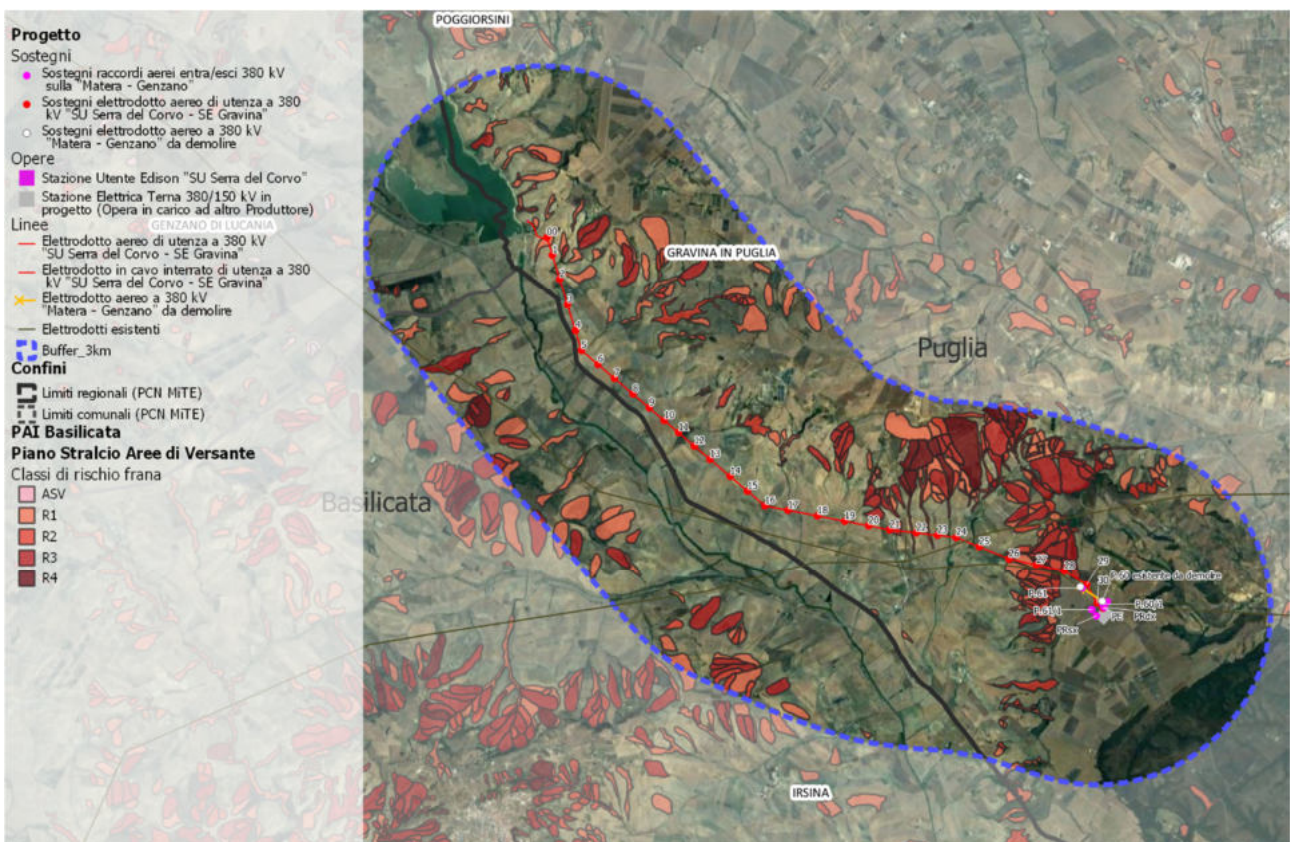 Progetto
Sostegni
Sostegni raccordi aerei entra/esci 380 kV
sulla "Matera - Genzano"
Sostegni elettrodotto aereo di utenza a 380
kV "SU Serra del Corvo - SE Gravina"
Sostegni elettrodotto aereo a 380 kV
"Matera - Genzano" da demolire
Opere
Stazione Utente Edison "SU Serra del Corvo"
Stazione Elettrica Terna 380/150 kV in
progetto (Opera in carico ad altro Produttore)
Linee
Elettrodotto aereo di utenza a 380 kV
"SU Serra del Corvo - SE Gravina"
Elettrodotto in cavo interrato di utenza a 380
kV "SU Serra del Corvo - SE Gravina"
Elettrodotto aereo a 380 kV
"Matera - Genzano" da demolire
Elettrodotti esistenti
Buffer_3km
Confini
Limiti regionali (PCN MiTE)
Limiti comunali (PCN MiTE)
PAI Basilicata
Piano Stralcio Aree di Versante
Classi di rischio frana
ASV
R1
R2
R3
R4
POGGIORSINI
GENZANO DI LUCANIA
GRAVINA IN PUGLIA
Puglia
Basilicata
IRSINA
00
1
2
3
4
5
6
7
8
9
10
11
12
13
14
15
16
17
18
19
20
21
22
23
24
25
26
27
28
29
30
P.60 esistente da demolire
P.61
P.61/1
P.60/1
PRsx
PE
PRdx